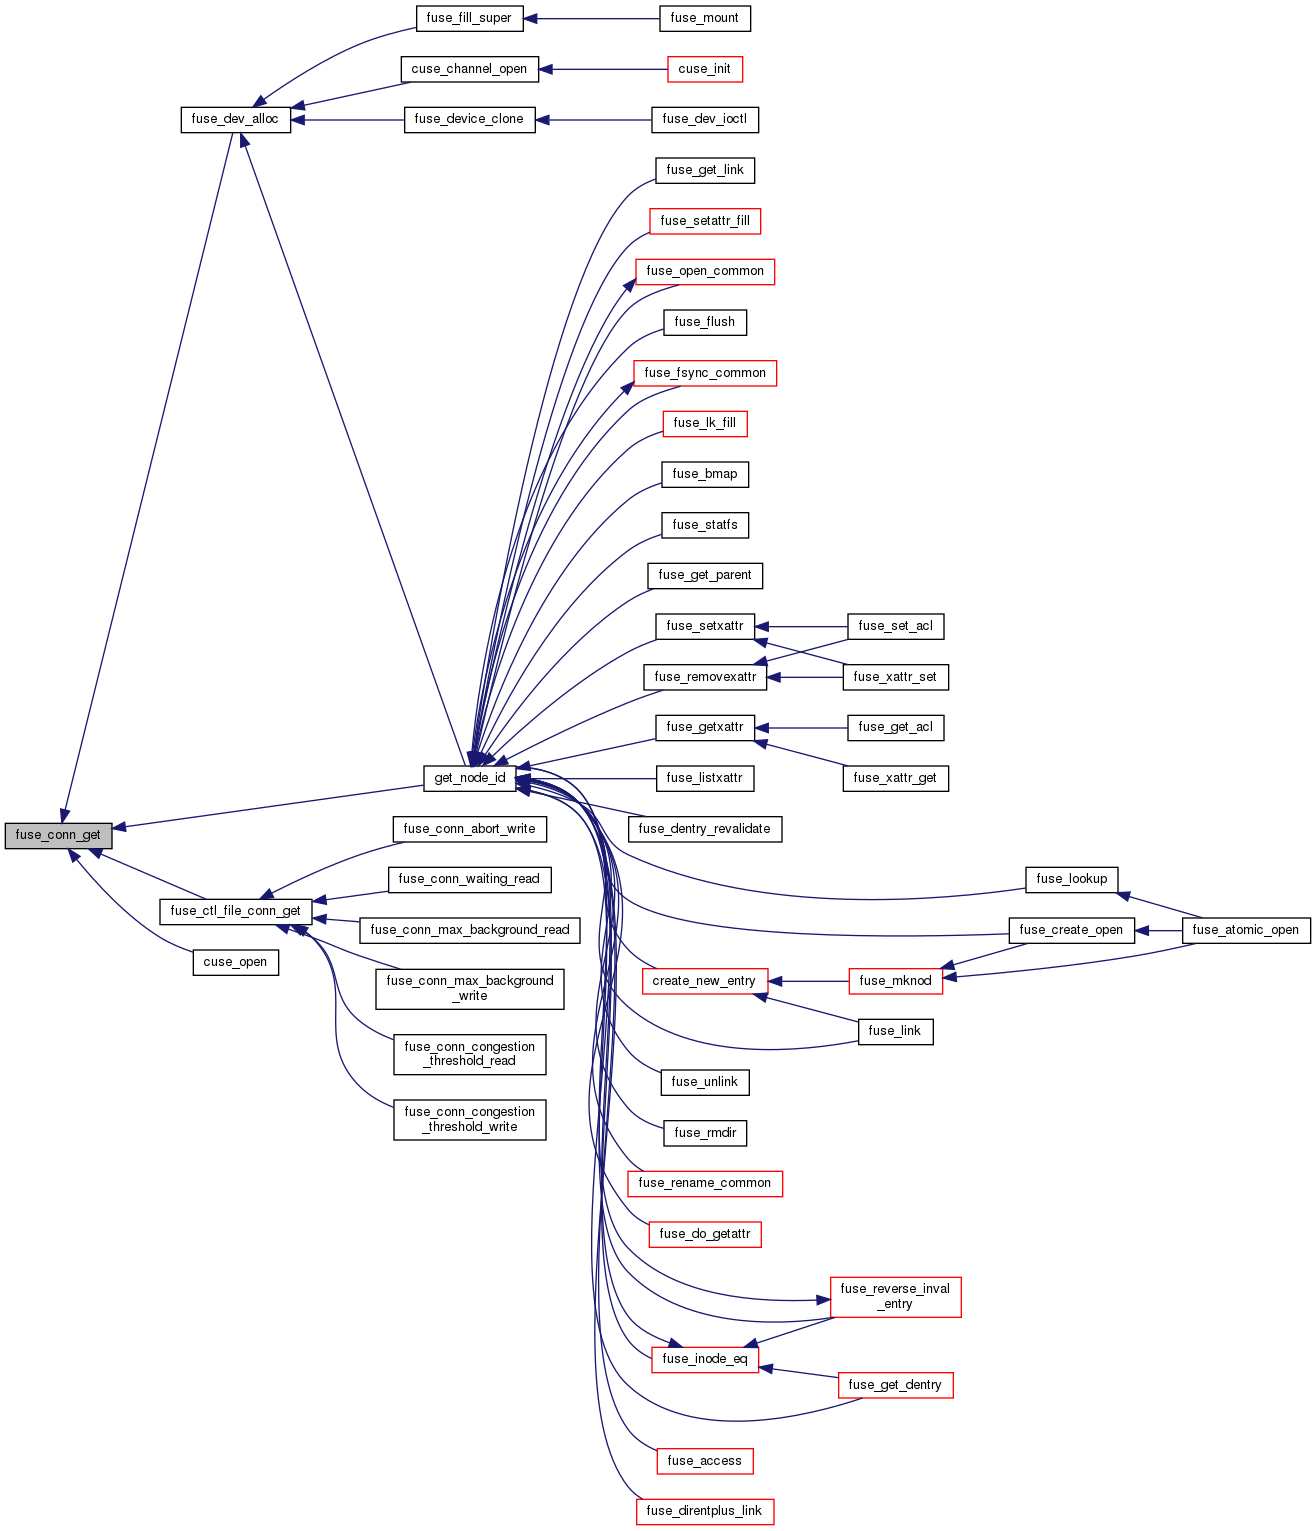 fuse_fill_super
fuse_mount
cuse_channel_open
cuse_init
fuse_dev_alloc
fuse_device_clone
fuse_dev_ioctl
fuse_get_link
fuse_setattr_fill
fuse_open_common
fuse_flush
fuse_fsync_common
fuse_lk_fill
fuse_bmap
fuse_statfs
fuse_get_parent
fuse_setxattr
fuse_set_acl
fuse_removexattr
fuse_xattr_set
fuse_getxattr
fuse_get_acl
get_node_id
fuse_listxattr
fuse_xattr_get
fuse_conn_get
fuse_conn_abort_write
fuse_dentry_revalidate
fuse_conn_waiting_read
fuse_lookup
fuse_ctl_file_conn_get
fuse_conn_max_background_read
fuse_create_open
fuse_atomic_open
cuse_open
fuse_conn_max_background
_write
create_new_entry
fuse_mknod
fuse_link
fuse_conn_congestion
_threshold_read
fuse_unlink
fuse_conn_congestion
_threshold_write
fuse_rmdir
fuse_rename_common
fuse_do_getattr
fuse_reverse_inval
_entry
fuse_inode_eq
fuse_get_dentry
fuse_access
fuse_direntplus_link